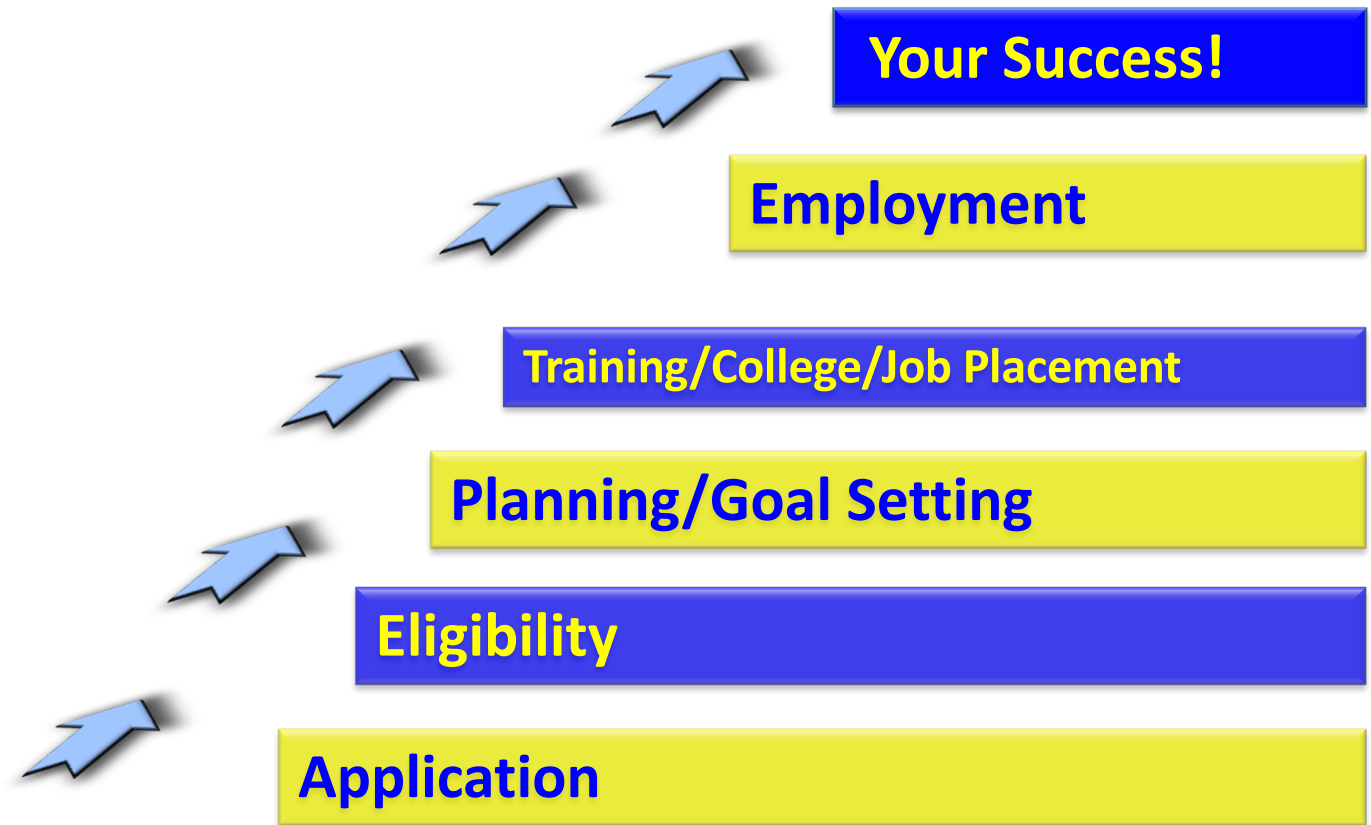 Your Success!
Employment
Training/College/Job Placement
Planning/Goal Setting
Eligibility
Application